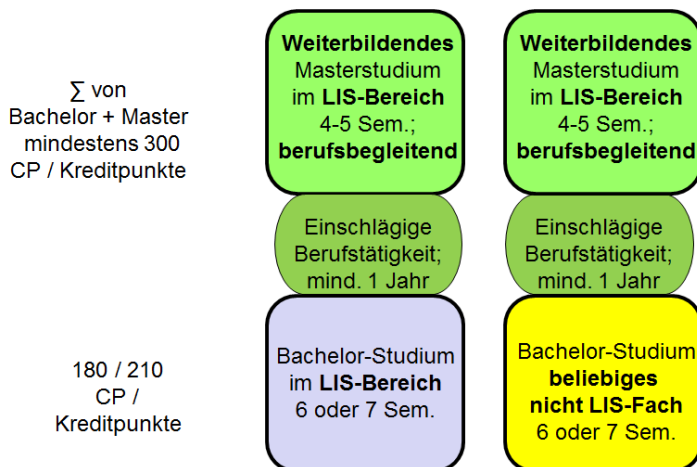 ∑ von
Bachelor + Master
mindestens 300
CP / Kreditpunkte
Weiterbildendes
Masterstudium
im LIS-Bereich
4-5 Sem.;
berufsbegleitend
Weiterbildendes
Masterstudium
im LIS-Bereich
4-5 Sem.;
berufsbegleitend
Einschlägige
Berufstätigkeit;
mind. 1 Jahr
Einschlägige
Berufstätigkeit;
mind. 1 Jahr
180 / 210
CP /
Kreditpunkte
Bachelor-Studium
im LIS-Bereich
6 oder 7 Sem.
Bachelor-Studium
beliebiges
nicht LIS-Fach
6 oder 7 Sem.